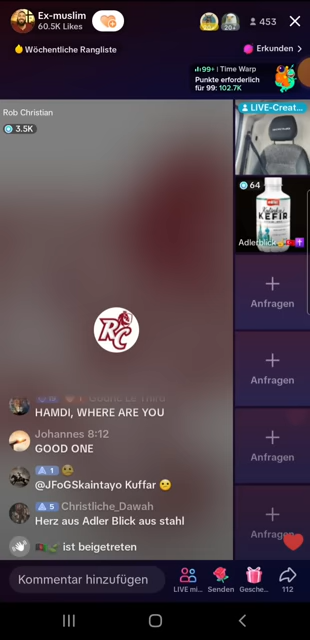 Ex-muslim
60.5K Likes
20+
453
Wöchentliche Rangliste
Erkunden >
99+ | Time Warp
Punkte erforderlich
für 99: 102.7K
Rob Christian
3.5K
LIVE-Creat...
64
KEFIR
Adlerblick
RC
Anfragen
Anfragen
Anfragen
Anfragen
HAMDI, WHERE ARE YOU
Johannes 8:12
GOOD ONE
1
@JFoGSkaintayo Kuffar
5 Christliche_Dawah
Herz aus Adler Blick aus stahl
ist beigetreten
Kommentar hinzufügen
LIVE mi...
Senden
Gesche...
112